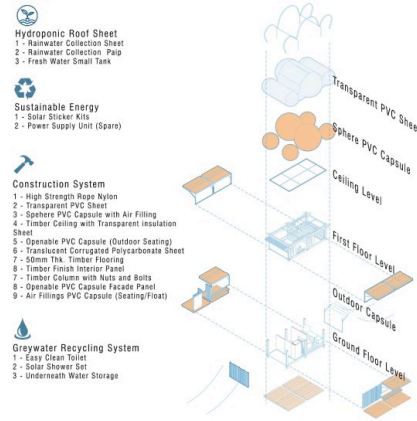 Hydroponic Roof Sheet
1 - Rainwater Collection Sheet
2 - Rainwater Collection Paip
3 - Fresh Water Small Tank
Sustainable Energy
1 - Solar Sticker Kits
2 - Power Supply Unit (Spare)
Construction System
1 - High Strength Rope Nylon
2 - Transparent PVC Sheet
3 - Spehere PVC Capsule with Air Filling
4 - Timber Ceiling with Transparent insulation
Sheet
5 - Openable PVC Capsule (Outdoor Seating)
6 - Translucent Corrugated Polycarbonate Sheet
7 - 50mm Thk. Timber Flooring
8 - Timber Finish Interior Panel
7 - Timber Column with Nuts and Bolts
8 - Openable PVC Capsule Facade Panel
9 - Air Fillings PVC Capsule (Seating/Float)
Greywater Recycling System
1 - Easy Clean Toilet
2 - Solar Shower Set
3 - Underneath Water Storage
Transparent PVC Shee
Sphere PVC Capsule
Ceiling Level
First Floor Level
Outdoor Capsule
Ground Floor Level